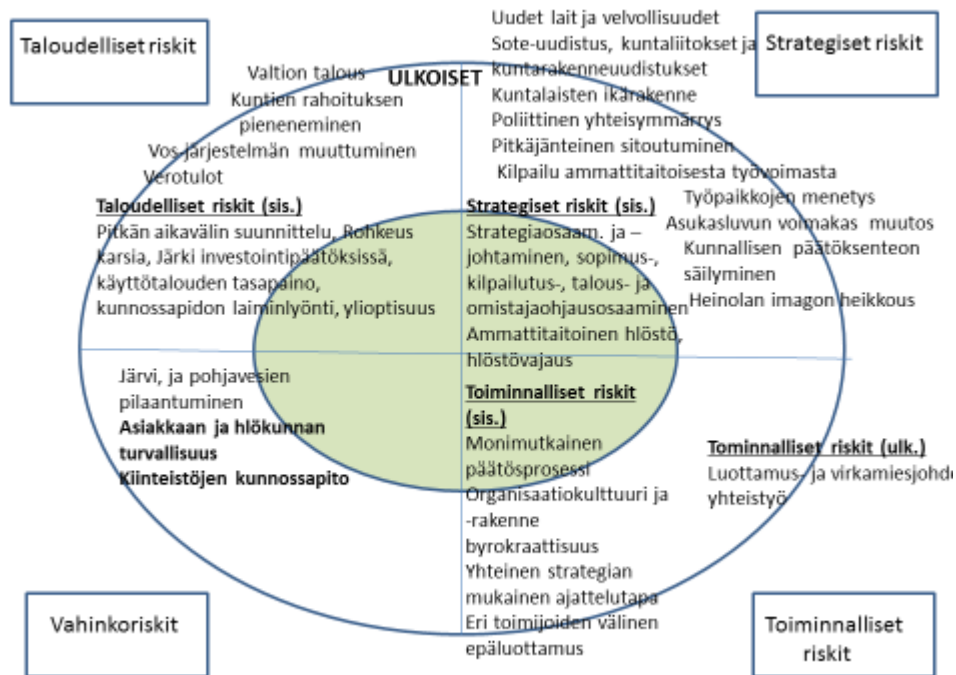 Taloudelliset riskit
Valtion talous
Kuntien rahoituksen
pieneneminen
Vos-järjestelmän muuttuminen
Verotulot
ULKOISET
Uudet lait ja velvollisuudet
Sote-uudistus, kuntaliitokset ja
kuntarakenneuudistukset
Kuntalaisten ikärakenne
Poliittinen yhteisymmärrys
Pitkäjänteinen sitoutuminen
Kilpailu ammattitaitoisesta työvoimasta
Työpaikkojen menetys
Asukasluvun voimakas muutos
Kunnallisen päätöksenteon
säilyminen
Heinolan imagon heikkous
Strategiset riskit
Taloudelliset riskit (sis.)
Pitkän aikavälin suunnittelu, Rohkeus
karsia, Järki investointipäätöksissä,
käyttötalouden tasapaino,
kunnossapidon laiminlyönti, ylioptisuus
Strategiset riskit (sis.)
Strategiaosaam. ja –
johtaminen, sopimus-,
kilpailutus-, talous- ja
omistajaohjausosaaminen
Ammattitaitoinen hlöstö,
hlöstövajaus
Järvi, ja pohjavesien
pilaantuminen
Asiakkaan ja hlökunnan
turvallisuus
Kiinteistöjen kunnossapito
Toiminnalliset riskit
(sis.)
Monimutkainen
päätösprosessi
Organisaatiokulttuuri ja
-rakenne
byrokraattisuus
Yhteinen strategian
mukainen ajattelutapa
Eri toimijoiden välinen
epäluottamus
Tominnalliset riskit (ulk.)
Luottamus- ja virkamiesjohde
yhteistyö
Vahinkoriskit
Toiminnalliset
riskit